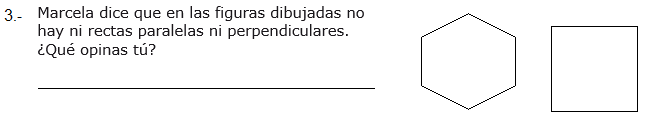 3.- Marcela dice que en las figuras dibujadas no
hay ni rectas paralelas ni perpendiculares.
¿Qué opinas tú?